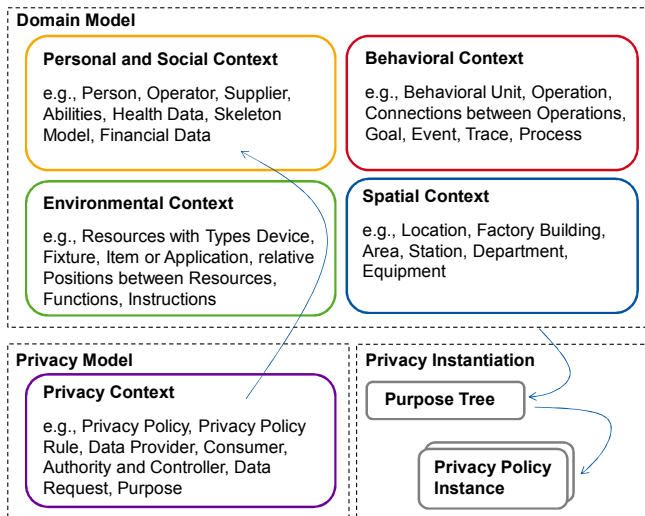 Domain Model
Personal and Social Context
e.g., Person, Operator, Supplier,
Abilities, Health Data, Skeleton
Model, Financial Data
Behavioral Context
e.g., Behavioral Unit, Operation,
Connections between Operations,
Goal, Event, Trace, Process
Environmental Context
e.g., Resources with Types Device,
Fixture, Item or Application, relative
Positions between Resources,
Functions, Instructions
Spatial Context
e.g., Location, Factory Building,
Area, Station, Department,
Equipment
Privacy Model
Privacy Context
e.g., Privacy Policy, Privacy Policy
Rule, Data Provider, Consumer,
Authority and Controller, Data
Request, Purpose
Privacy Instantiation
Purpose Tree
Privacy Policy
Instance